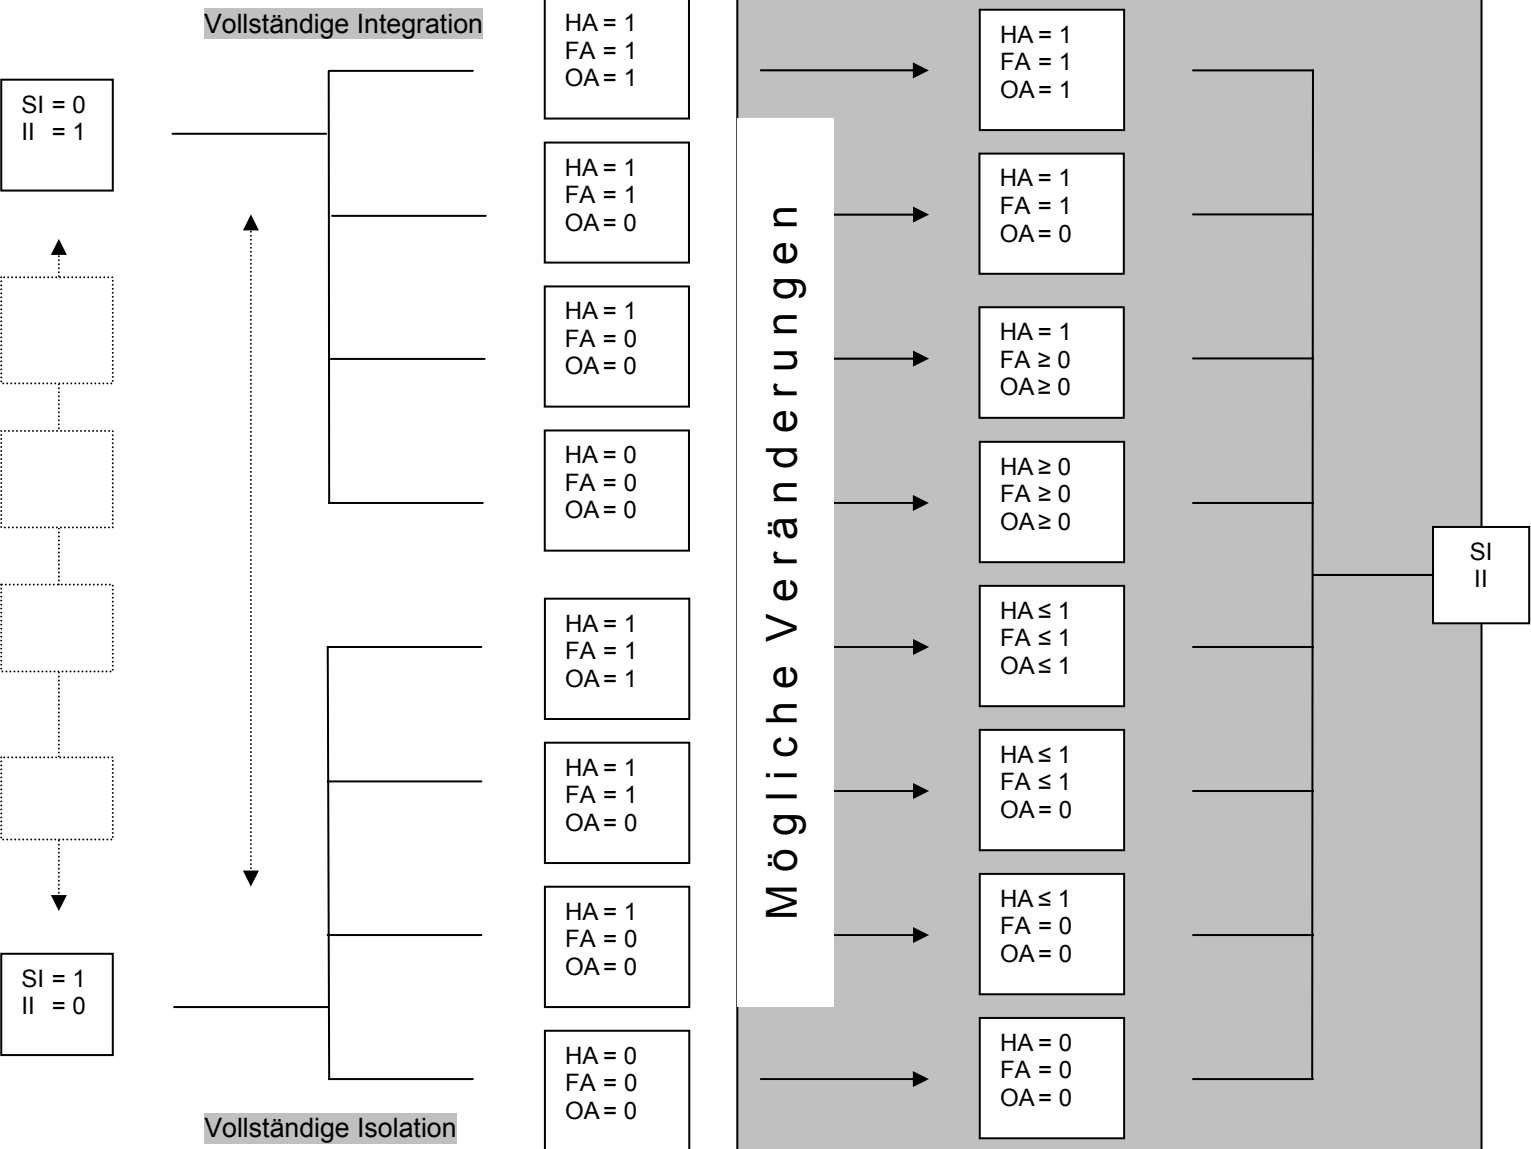 Vollständige Integration
SI = 0
II = 1
SI = 1
II = 0
Vollständige Isolation
HA = 1
FA = 1
OA = 1
HA = 1
FA = 1
OA = 0
HA = 1
FA = 0
OA = 0
HA = 0
FA = 0
OA = 0
HA = 1
FA = 1
OA = 1
HA = 1
FA = 1
OA = 0
HA = 1
FA = 0
OA = 0
HA = 0
FA = 0
OA = 0
Mögliche Veränderungen
HA = 1
FA = 1
OA = 1
HA = 1
FA = 1
OA = 0
HA = 1
FA ≥ 0
OA ≥ 0
HA ≥ 0
FA ≥ 0
OA ≥ 0
HA ≤ 1
FA ≤ 1
OA ≤ 1
HA ≤ 1
FA ≤ 1
OA = 0
HA ≤ 1
FA = 0
OA = 0
HA = 0
FA = 0
OA = 0
SI
II